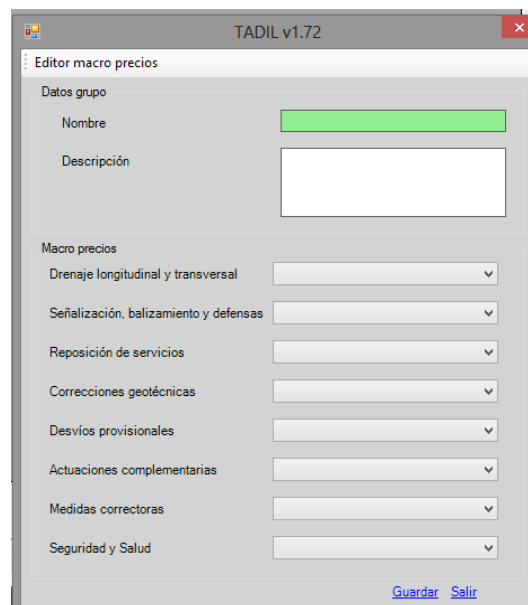 TADIL v1.72
Editor macro precios
Datos grupo
Nombre
Descripción
Macro precios
Drenaje longitudinal y transversal
Señalización, balizamiento y defensas
Reposición de servicios
Correcciones geotécnicas
Desvíos provisionales
Actuaciones complementarias
Medidas correctoras
Seguridad y Salud
Guardar Salir